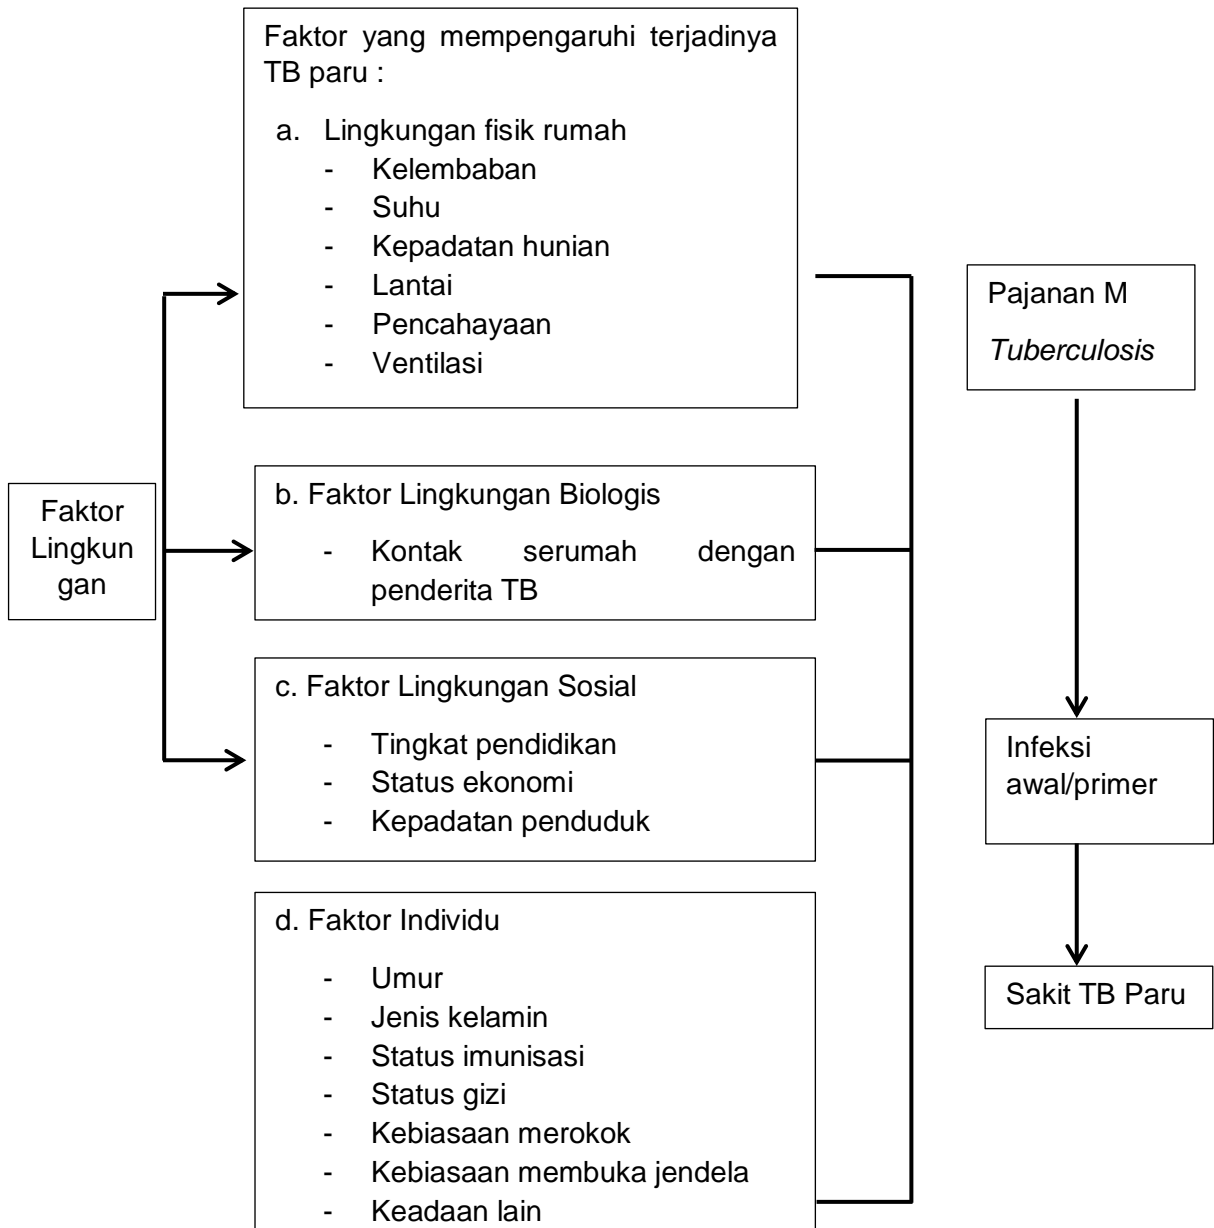 Faktor yang mempengaruhi terjadinya
TB paru :
a. Lingkungan fisik rumah
- Kelembaban
- Suhu
- Kepadatan hunian
- Lantai
- Pencahayaan
- Ventilasi
Faktor
Lingkun
gan
b. Faktor Lingkungan Biologis
- Kontak serumah dengan
penderita TB
c. Faktor Lingkungan Sosial
- Tingkat pendidikan
- Status ekonomi
- Kepadatan penduduk
d. Faktor Individu
- Umur
- Jenis kelamin
- Status imunisasi
- Status gizi
- Kebiasaan merokok
- Kebiasaan membuka jendela
- Keadaan lain
Pajanan M
Tuberculosis
Infeksi
awal/primer
Sakit TB Paru